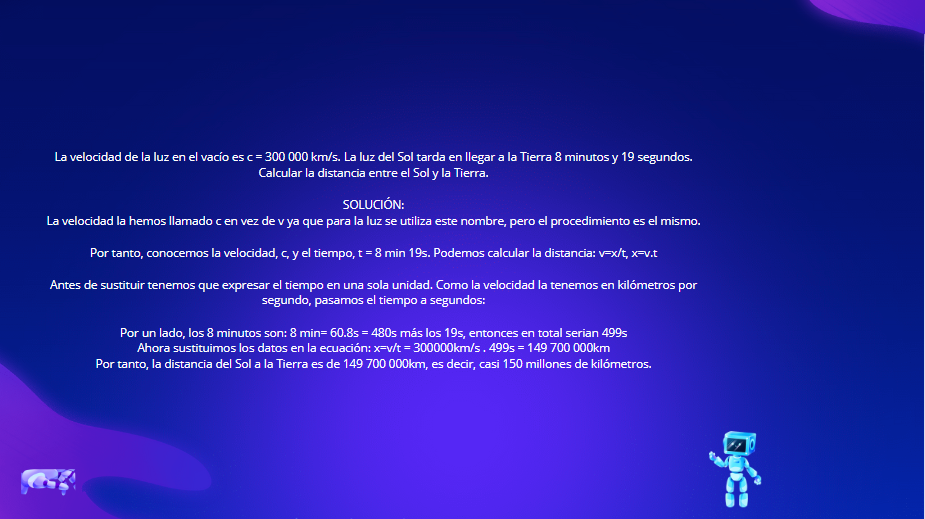 La velocidad de la luz en el vacío es c = 300 000 km/s. La luz del Sol tarda en llegar a la Tierra 8 minutos y 19 segundos.
Calcular la distancia entre el Sol y la Tierra.
SOLUCIÓN:
La velocidad la hemos llamado c en vez de v ya que para la luz se utiliza este nombre, pero el procedimiento es el mismo.
Por tanto, conocemos la velocidad, c, y el tiempo, t = 8 min 19s. Podemos calcular la distancia: v=x/t, x=v.t
Antes de sustituir tenemos que expresar el tiempo en una sola unidad. Como la velocidad la tenemos en kilómetros por
segundo, pasamos el tiempo a segundos:
Por un lado, los 8 minutos son: 8 min= 60.8s = 480s más los 19s, entonces en total serian 499s
Ahora sustituimos los datos en la ecuación: x=v/t = 300000km/s . 499s = 149 700 000km
Por tanto, la distancia del Sol a la Tierra es de 149 700 000km, es decir, casi 150 millones de kilómetros.